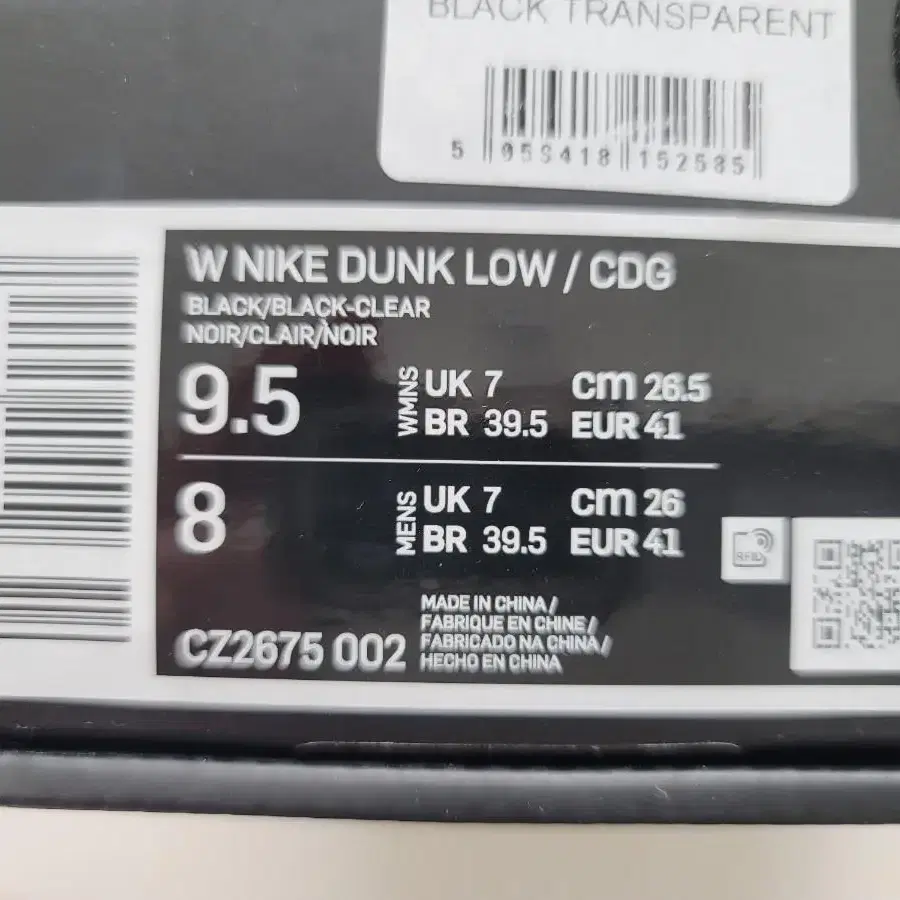 BLACK TRANSPARENT
5 059418 152585
W NIKE DUNK LOW / CDG
BLACK/BLACK-CLEAR
NOIR/CLAIR/NOIR
9.5 WMNS UK 7 cm 26.5
BR 39.5 EUR 41
8 MENS UK 7 cm 26
BR 39.5 EUR 41
RFID
MADE IN CHINA /
FABRIQUE EN CHINE /
FABRICADO NA CHINA /
HECHO EN CHINA
CZ2675 002